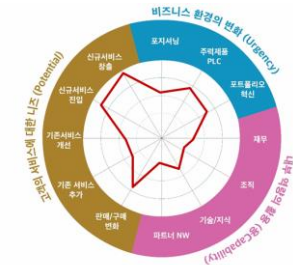 비즈니스 환경의 변화 (Urgency)
포지셔닝
주력제품
PLC
포트폴리오
혁신
재무
조직
기술/지식
파트너 NW
내부 역량의 활용 (Capability)
판매/구매
변화
기존 서비스
추가
기존서비스
개선
신규서비스
진입
신규서비스
창출
고객의 서비스에 대한 니즈 (Potential)